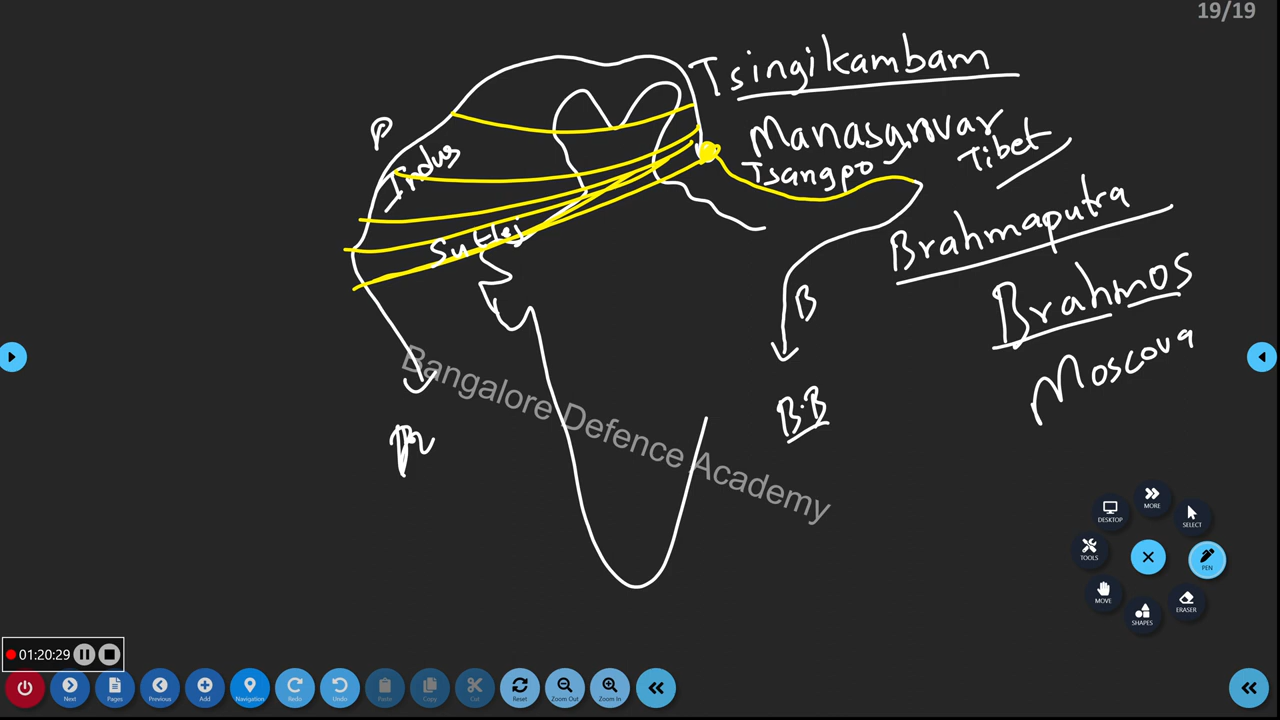 19/19
Tsingikambam
Manasarovar
Tsangpo
Tibet
P
Indus
Sutlej
Brahmaputra
B
Brahmos
Moscova
B.B
Bangalore Defence Academy
DESKTOP
MORE
SELECT
TOOLS
PEN
MOVE
SHAPES
ERASER
01:20:29
Next
Pages
Previous
Add
Navigation
Redo
Undo
Paste
Copy
Cut
Reset
Zoom Out
Zoom In